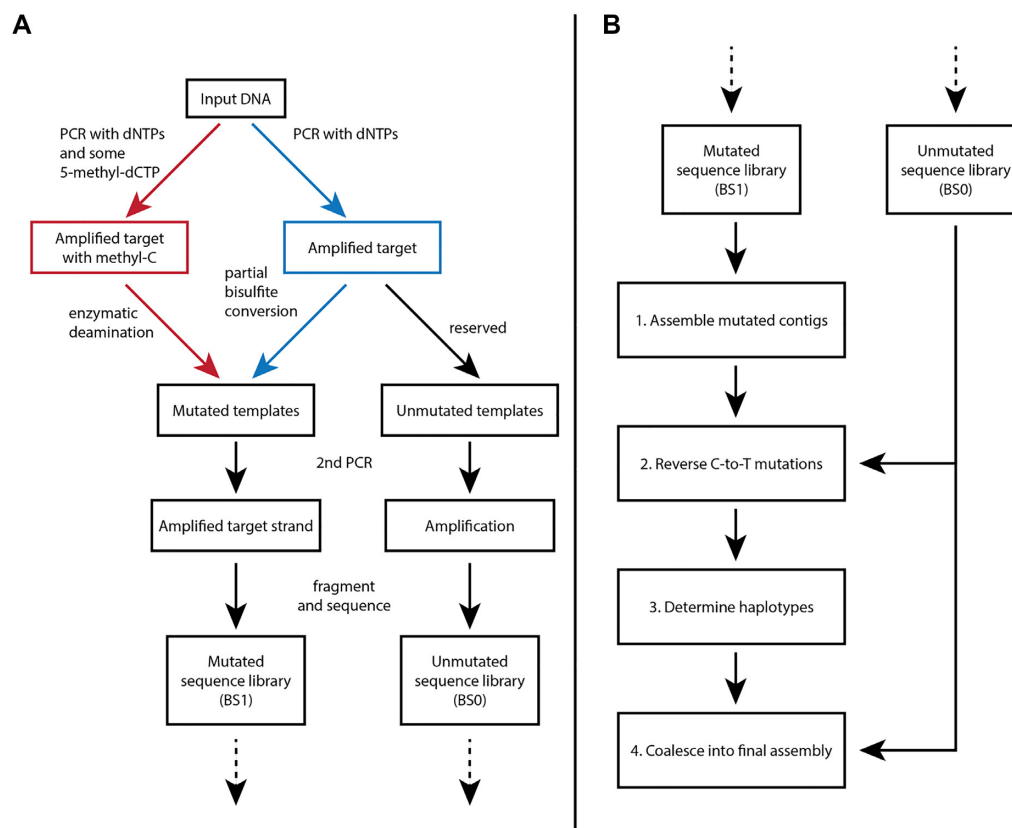 A
Input DNA
PCR with dNTPs
and some
5-methyl-dCTP
PCR with dNTPs
Amplified target
with methyl-C
Amplified target
enzymatic
deamination
partial
bisulfite
conversion
reserved
Mutated templates
Unmutated templates
2nd PCR
Amplified target strand
Amplification
fragment
and sequence
Mutated
sequence library
(BS1)
Unmutated
sequence library
(BS0)
B
Mutated
sequence library
(BS1)
Unmutated
sequence library
(BS0)
1. Assemble mutated contigs
2. Reverse C-to-T mutations
3. Determine haplotypes
4. Coalesce into final assembly